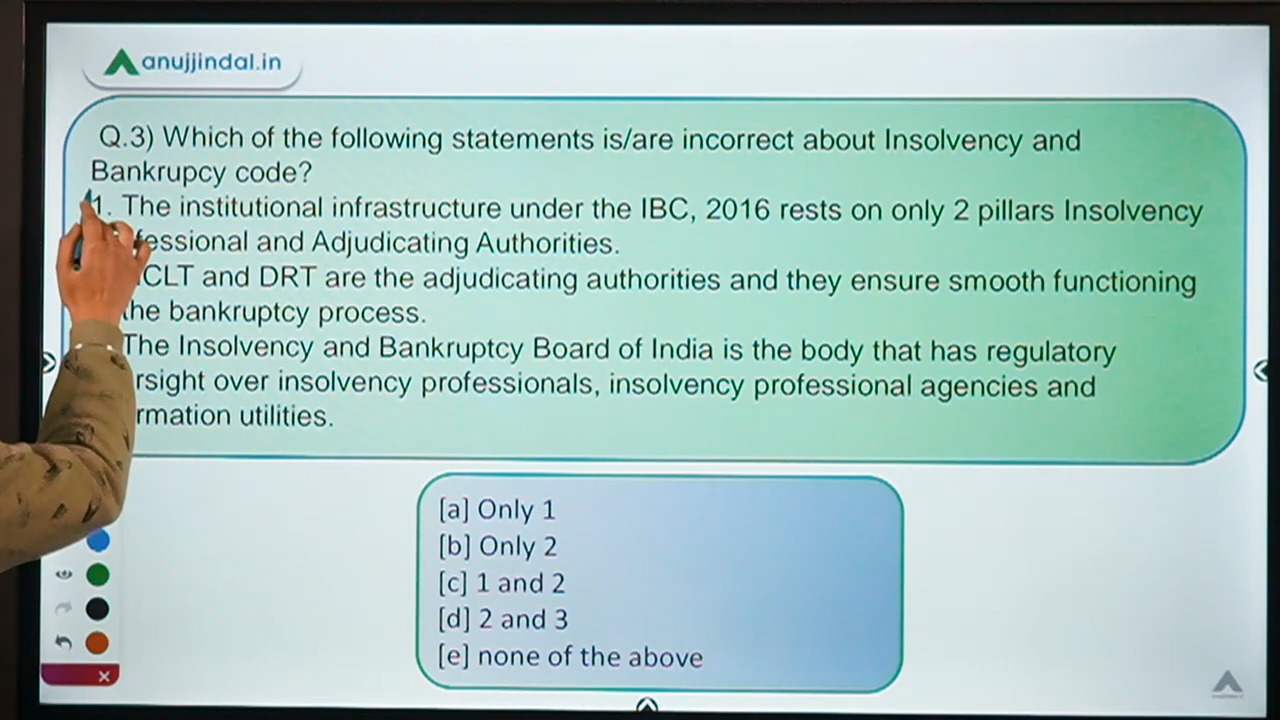 anujjindal.in
Q.3) Which of the following statements is/are incorrect about Insolvency and
Bankrupcy code?
1. The institutional infrastructure under the IBC, 2016 rests on only 2 pillars Insolvency
fessional and Adjudicating Authorities.
CLT and DRT are the adjudicating authorities and they ensure smooth functioning
the bankruptcy process.
The Insolvency and Bankruptcy Board of India is the body that has regulatory
rsight over insolvency professionals, insolvency professional agencies and
rmation utilities.
[a] Only 1
[b] Only 2
[c] 1 and 2
[d] 2 and 3
[e] none of the above